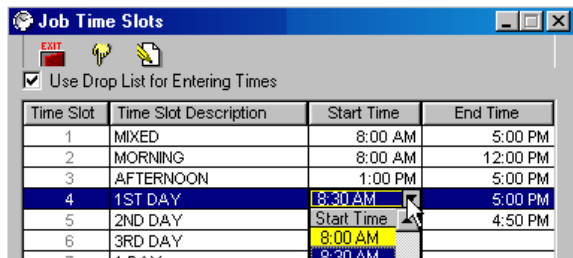 Job Time Slots
EXIT
Use Drop List for Entering Times
Time Slot Time Slot Description Start Time End Time
1 MIXED 8:00 AM 5:00 PM
2 MORNING 8:00 AM 12:00 PM
3 AFTERNOON 1:00 PM 5:00 PM
4 1ST DAY 8:30 AM 5:00 PM
5 2ND DAY Start Time 4:50 PM
6 3RD DAY 8:00 AM
8:30 AM